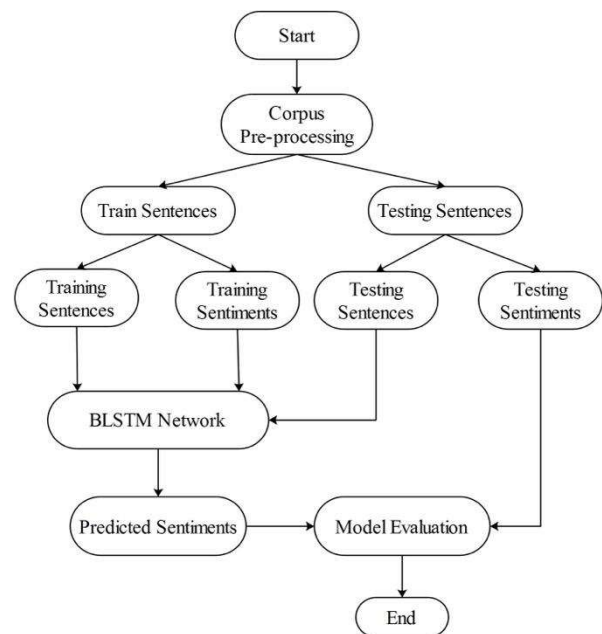 Start
Corpus
Pre-processing
Train Sentences
Testing Sentences
Training
Sentences
Training
Sentiments
Testing
Sentences
Testing
Sentiments
BLSTM Network
Predicted Sentiments
Model Evaluation
End